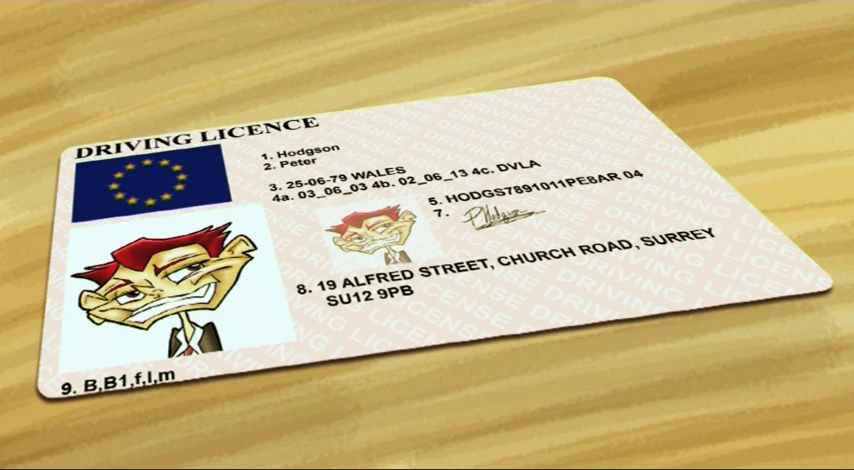 DRIVING LICENCE
1. Hodgson
2. Peter
3. 25-06-79 WALES
4a. 03_06_03 4b. 02_06_13 4c. DVLA
5. HODGS7891011PE8AR 04
7. P.Hodgson
8. 19 ALFRED STREET, CHURCH ROAD, SURREY
SU12 9PB
9. B,B1,f,l,m